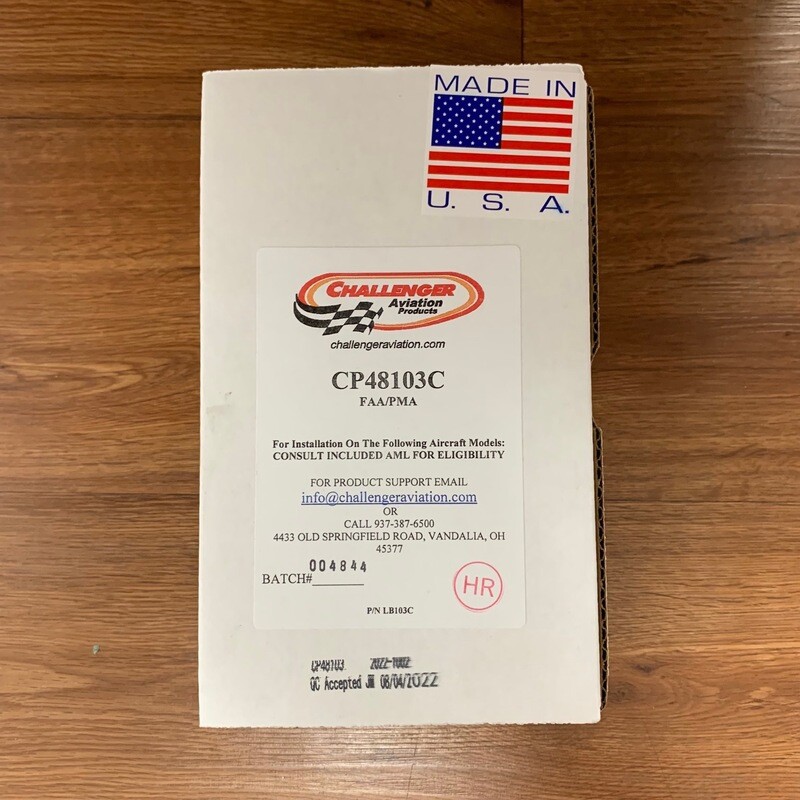 MADE IN
U. S. A.
CHALLENGER
Aviation
Products
challengeraviation.com
CP48103C
FAA/PMA
For Installation On The Following Aircraft Models:
CONSULT INCLUDED AML FOR ELIGIBILITY
FOR PRODUCT SUPPORT EMAIL
info@challengeraviation.com
OR
CALL 937-387-6500
4433 OLD SPRINGFIELD ROAD, VANDALIA, OH
45377
BATCH# 004844
HR
P/N LB103C
CP48103 2022-1002
QC Accepted JM 08/04/2022